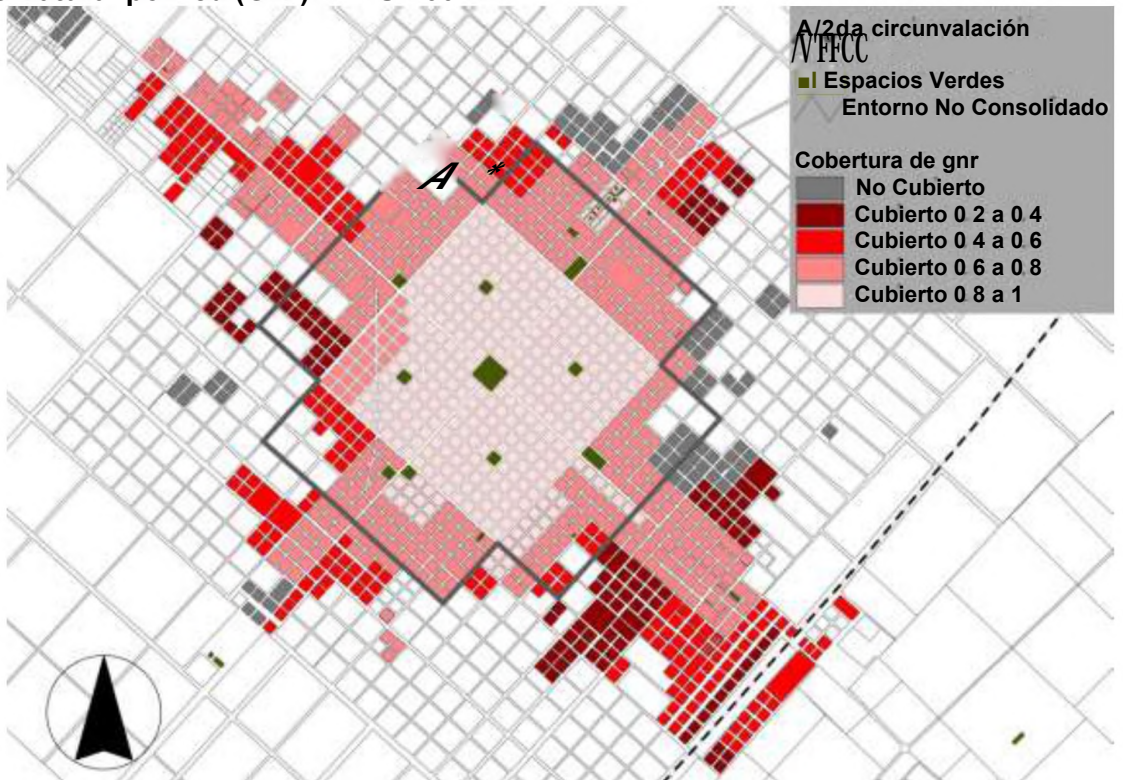 A/2da circunvalación
/V FFCC
Espacios Verdes
Entorno No Consolidado
Cobertura de gnr
No Cubierto
Cubierto 0 2 a 0 4
Cubierto 0 4 a 0 6
Cubierto 0 6 a 0 8
Cubierto 0 8 a 1
A *